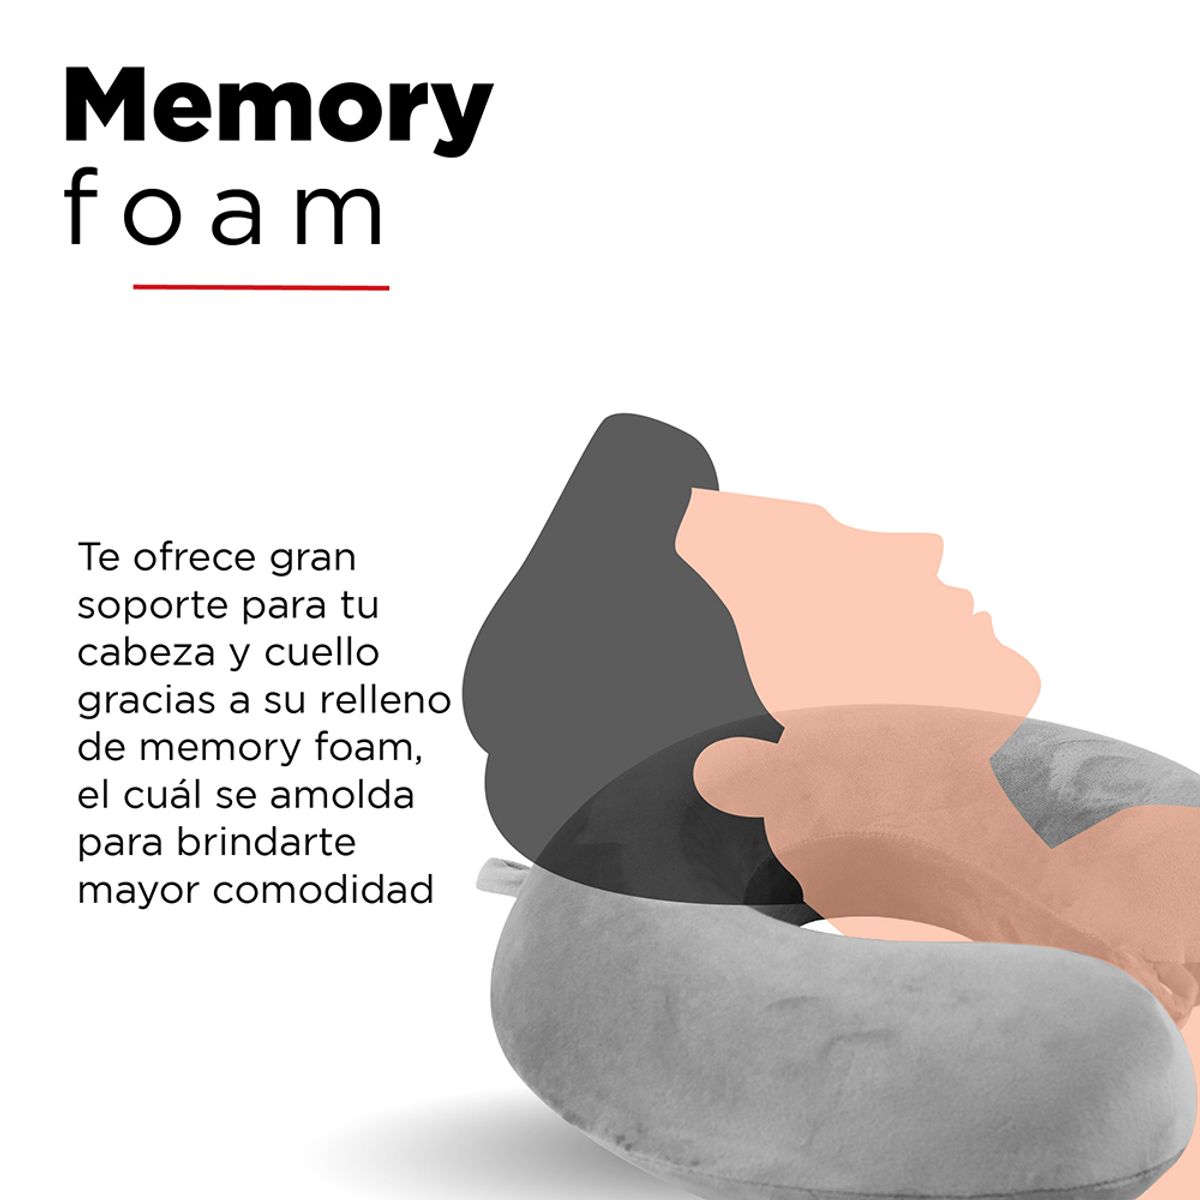 Memory
foam
Te ofrece gran
soporte para tu
cabeza y cuello
gracias a su relleno
de memory foam,
el cuál se amolda
para brindarte
mayor comodidad